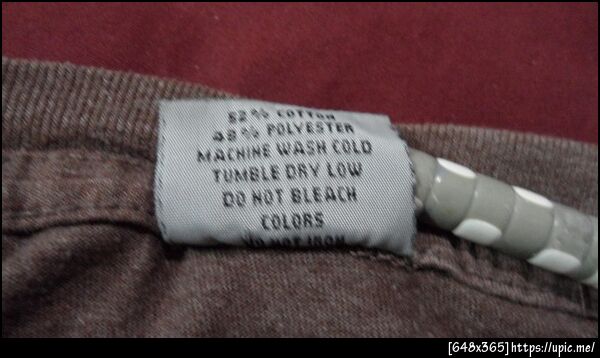 52% COTTON
48% POLYESTER
MACHINE WASH COLD
TUMBLE DRY LOW
DO NOT BLEACH
COLORS
DO NOT IRON
[648x365]https://upic.me/